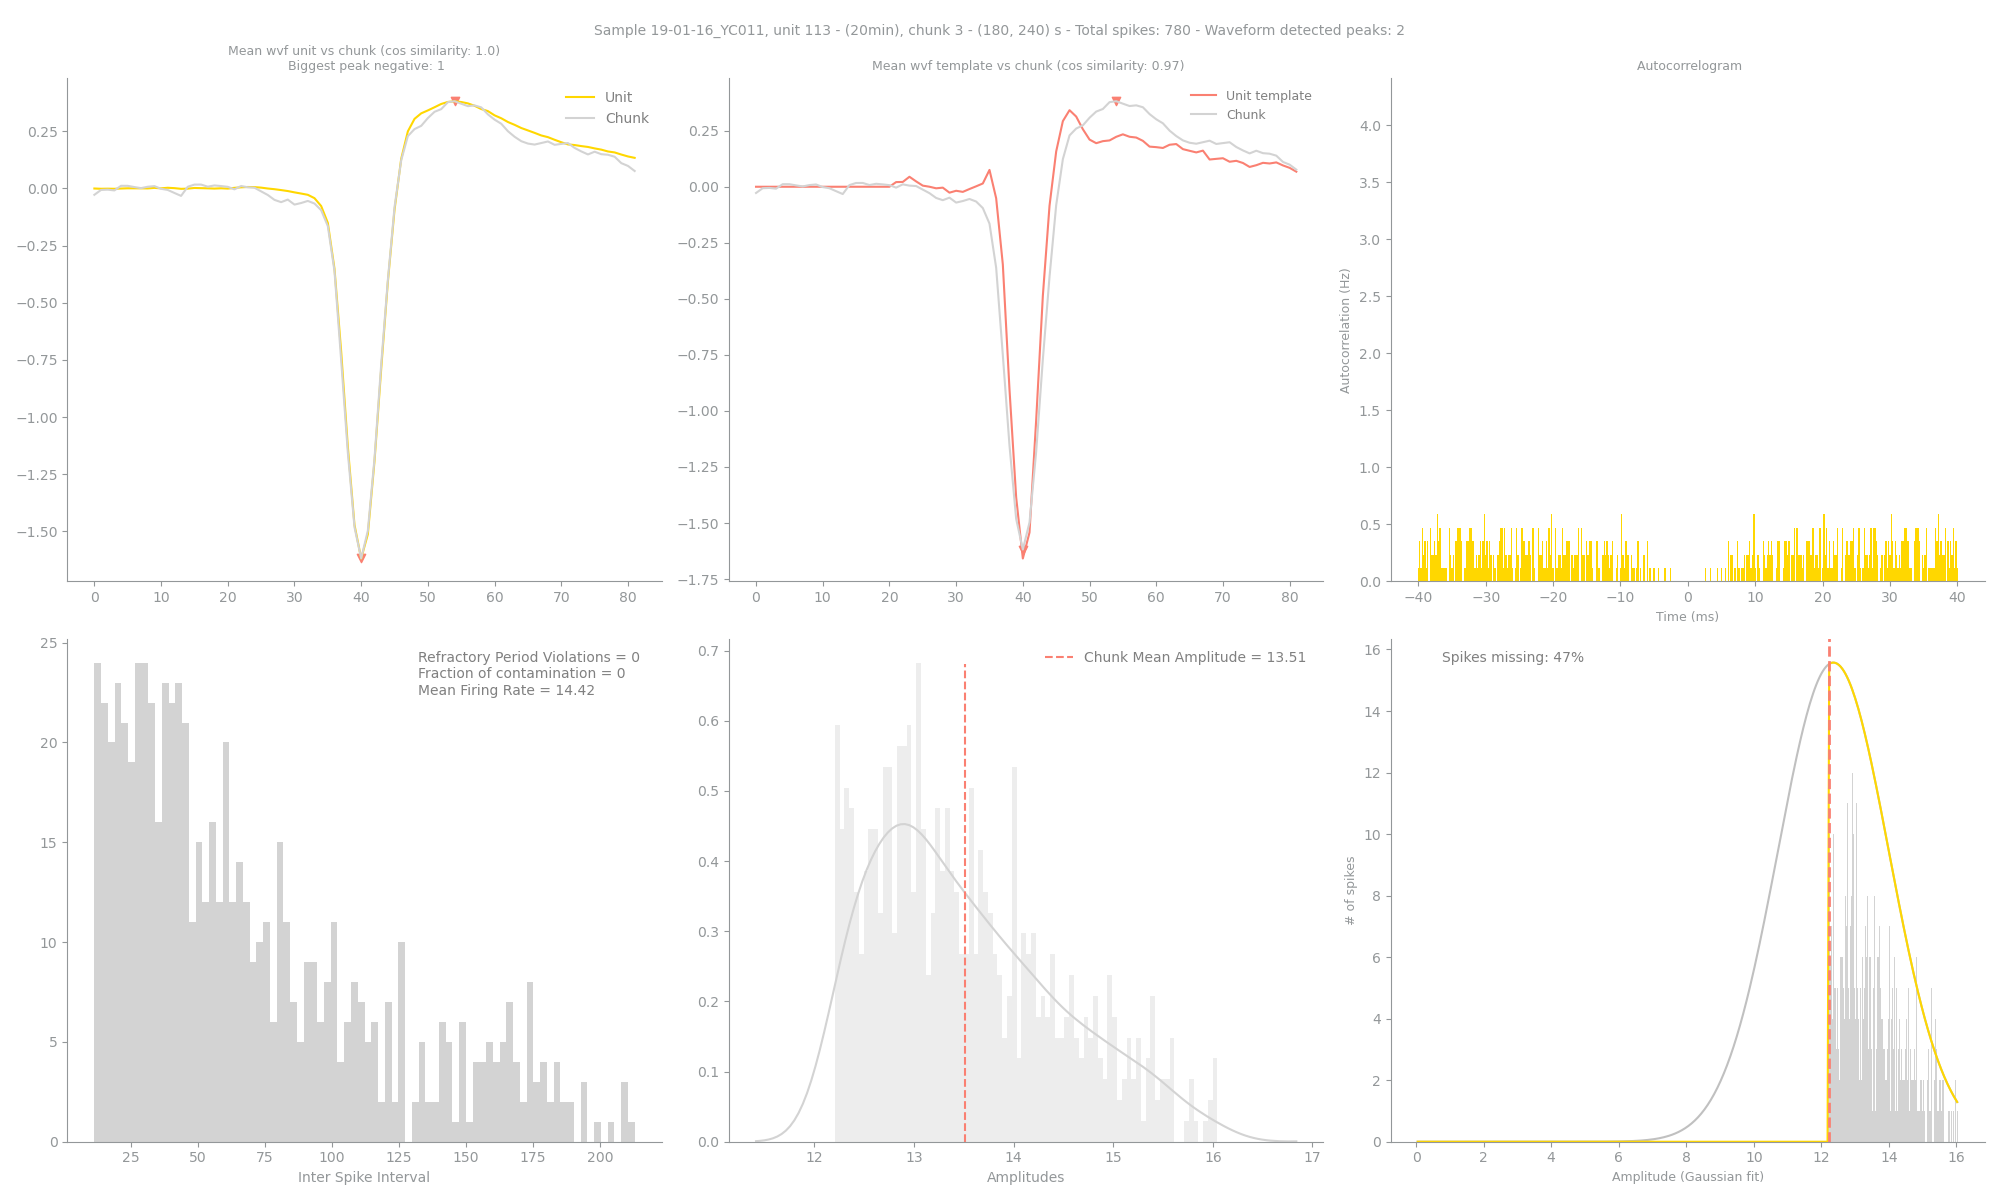 Sample 19-01-16_YC011, unit 113 - (20min), chunk 3 - (180, 240) s - Total spikes: 780 - Waveform detected peaks: 2
Mean wvf unit vs chunk (cos similarity: 1.0)
Biggest peak negative: 1
Unit
Chunk
0.25
0.00
−0.25
−0.50
−0.75
−1.00
−1.25
−1.50
0 10 20 30 40 50 60 70 80
Mean wvf template vs chunk (cos similarity: 0.97)
Unit template
Chunk
0.25
0.00
−0.25
−0.50
−0.75
−1.00
−1.25
−1.50
−1.75
0 10 20 30 40 50 60 70 80
Autocorrelogram
Autocorrelation (Hz)
4.0
3.5
3.0
2.5
2.0
1.5
1.0
0.5
0.0
−40 −30 −20 −10 0 10 20 30 40
Time (ms)
Refractory Period Violations = 0
Fraction of contamination = 0
Mean Firing Rate = 14.42
25
20
15
10
5
0
25 50 75 100 125 150 175 200
Inter Spike Interval
Chunk Mean Amplitude = 13.51
0.7
0.6
0.5
0.4
0.3
0.2
0.1
0.0
12 13 14 15 16 17
Amplitudes
Spikes missing: 47%
# of spikes
16
14
12
10
8
6
4
2
0
0 2 4 6 8 10 12 14 16
Amplitude (Gaussian fit)